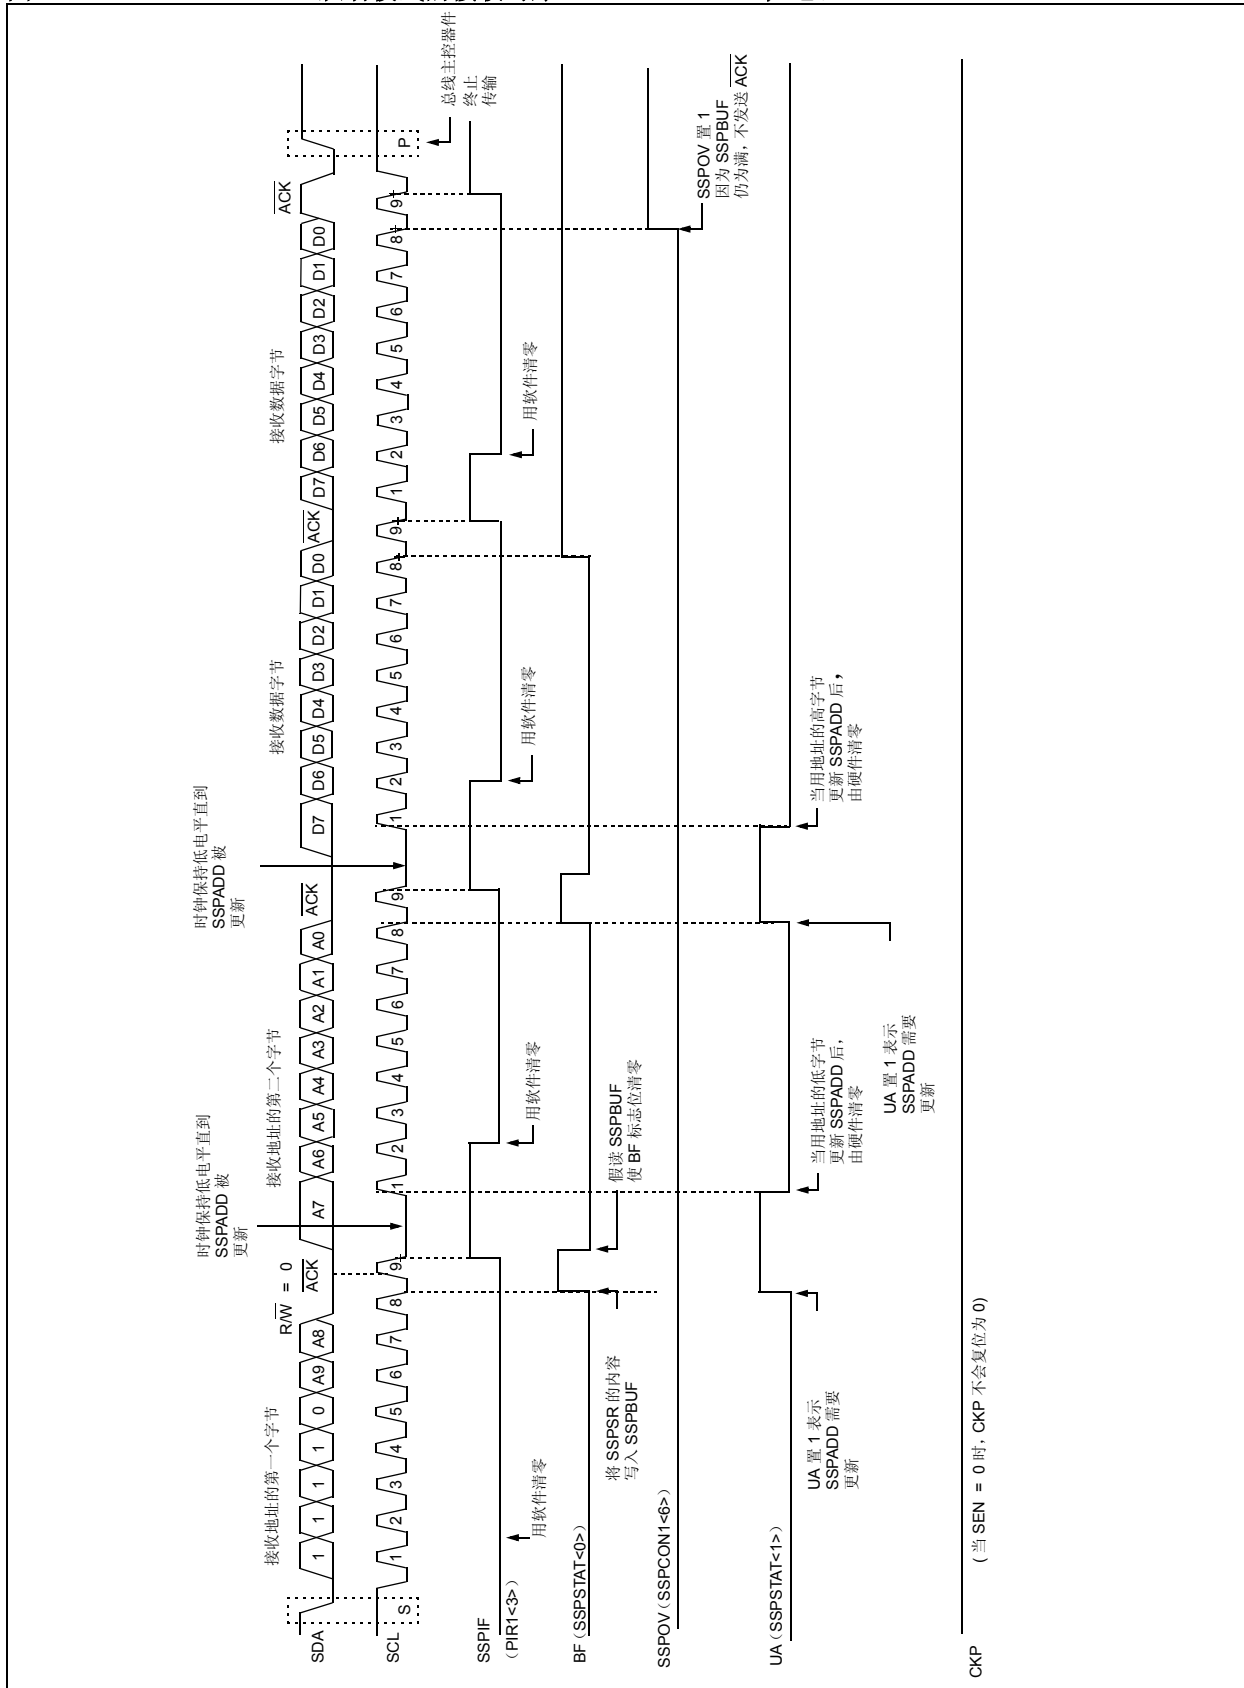 接收地址的第一个字节
R/W = 0
ACK
时钟保持低电平直到
SSPADD 被
更新
接收地址的第二个字节
ACK
时钟保持低电平直到
SSPADD 被
更新
接收数据字节
ACK
接收数据字节
ACK
SDA
1 1 1 1 0 A9 A8
A7 A6 A5 A4 A3 A2 A1 A0
D7 D6 D5 D4 D3 D2 D1 D0
D7 D6 D5 D4 D3 D2 D1 D0
SCL
S
1 2 3 4 5 6 7 8 9
1 2 3 4 5 6 7 8 9
1 2 3 4 5 6 7 8 9
1 2 3 4 5 6 7 8 9
P
总线主控器件
终止
传输
SSPIF
(PIR1<3>)
用软件清零
用软件清零
用软件清零
用软件清零
BF(SSPSTAT<0>)
将 SSPSR 的内容
写入 SSPBUF
假读 SSPBUF
使 BF 标志位清零
SSPOV(SSPCON1<6>)
SSPOV 置 1
因为 SSPBUF
仍为满,不发送 ACK
UA(SSPSTAT<1>)
UA 置 1 表示
SSPADD 需要
更新
当用地址的低字节
更新 SSPADD 后,
由硬件清零
UA 置 1 表示
SSPADD 需要
更新
当用地址的高字节
更新 SSPADD 后,
由硬件清零
CKP
(当 SEN = 0 时,CKP 不会复位为 0)